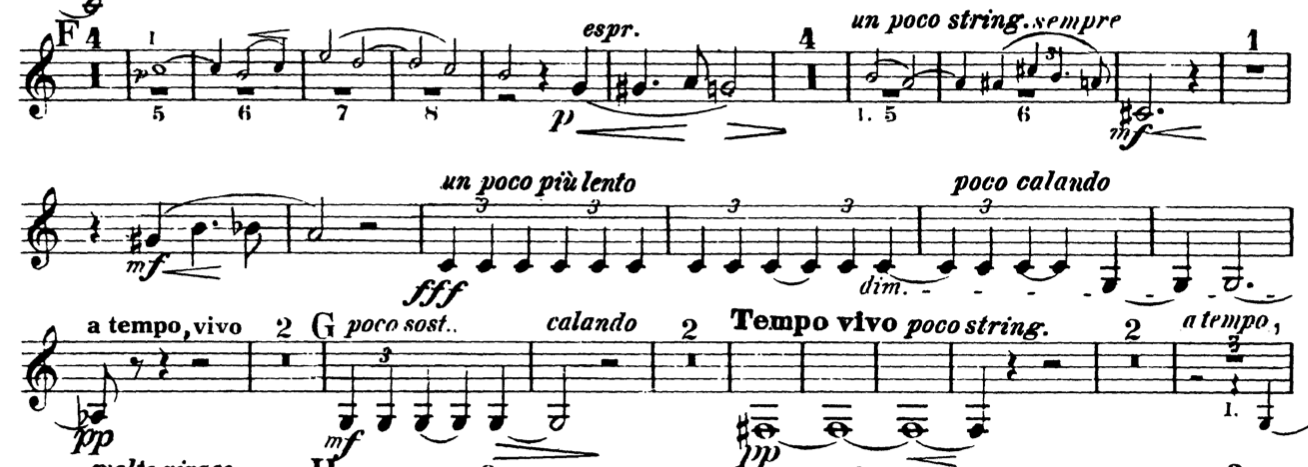 espr. un poco string. sempre
F 4 1 4 3 1
p 5 6 7 8 p 1. 5 6 mf
un poco più lento poco calando
3 3 3 3 3
mf fff dim.
a tempo, vivo 2 G poco sost.. calando 2 Tempo vivo poco string. 2 a tempo,
3 3
pp mf pp 1.